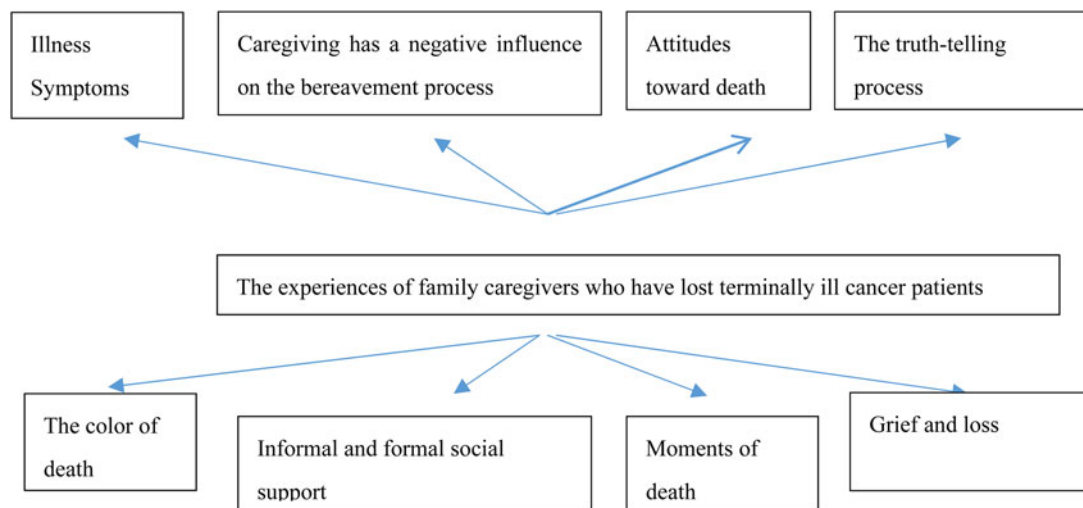 Illness
Symptoms
Caregiving has a negative influence
on the bereavement process
Attitudes
toward death
The truth-telling
process
The experiences of family caregivers who have lost terminally ill cancer patients
The color of
death
Informal and formal social
support
Moments of
death
Grief and loss